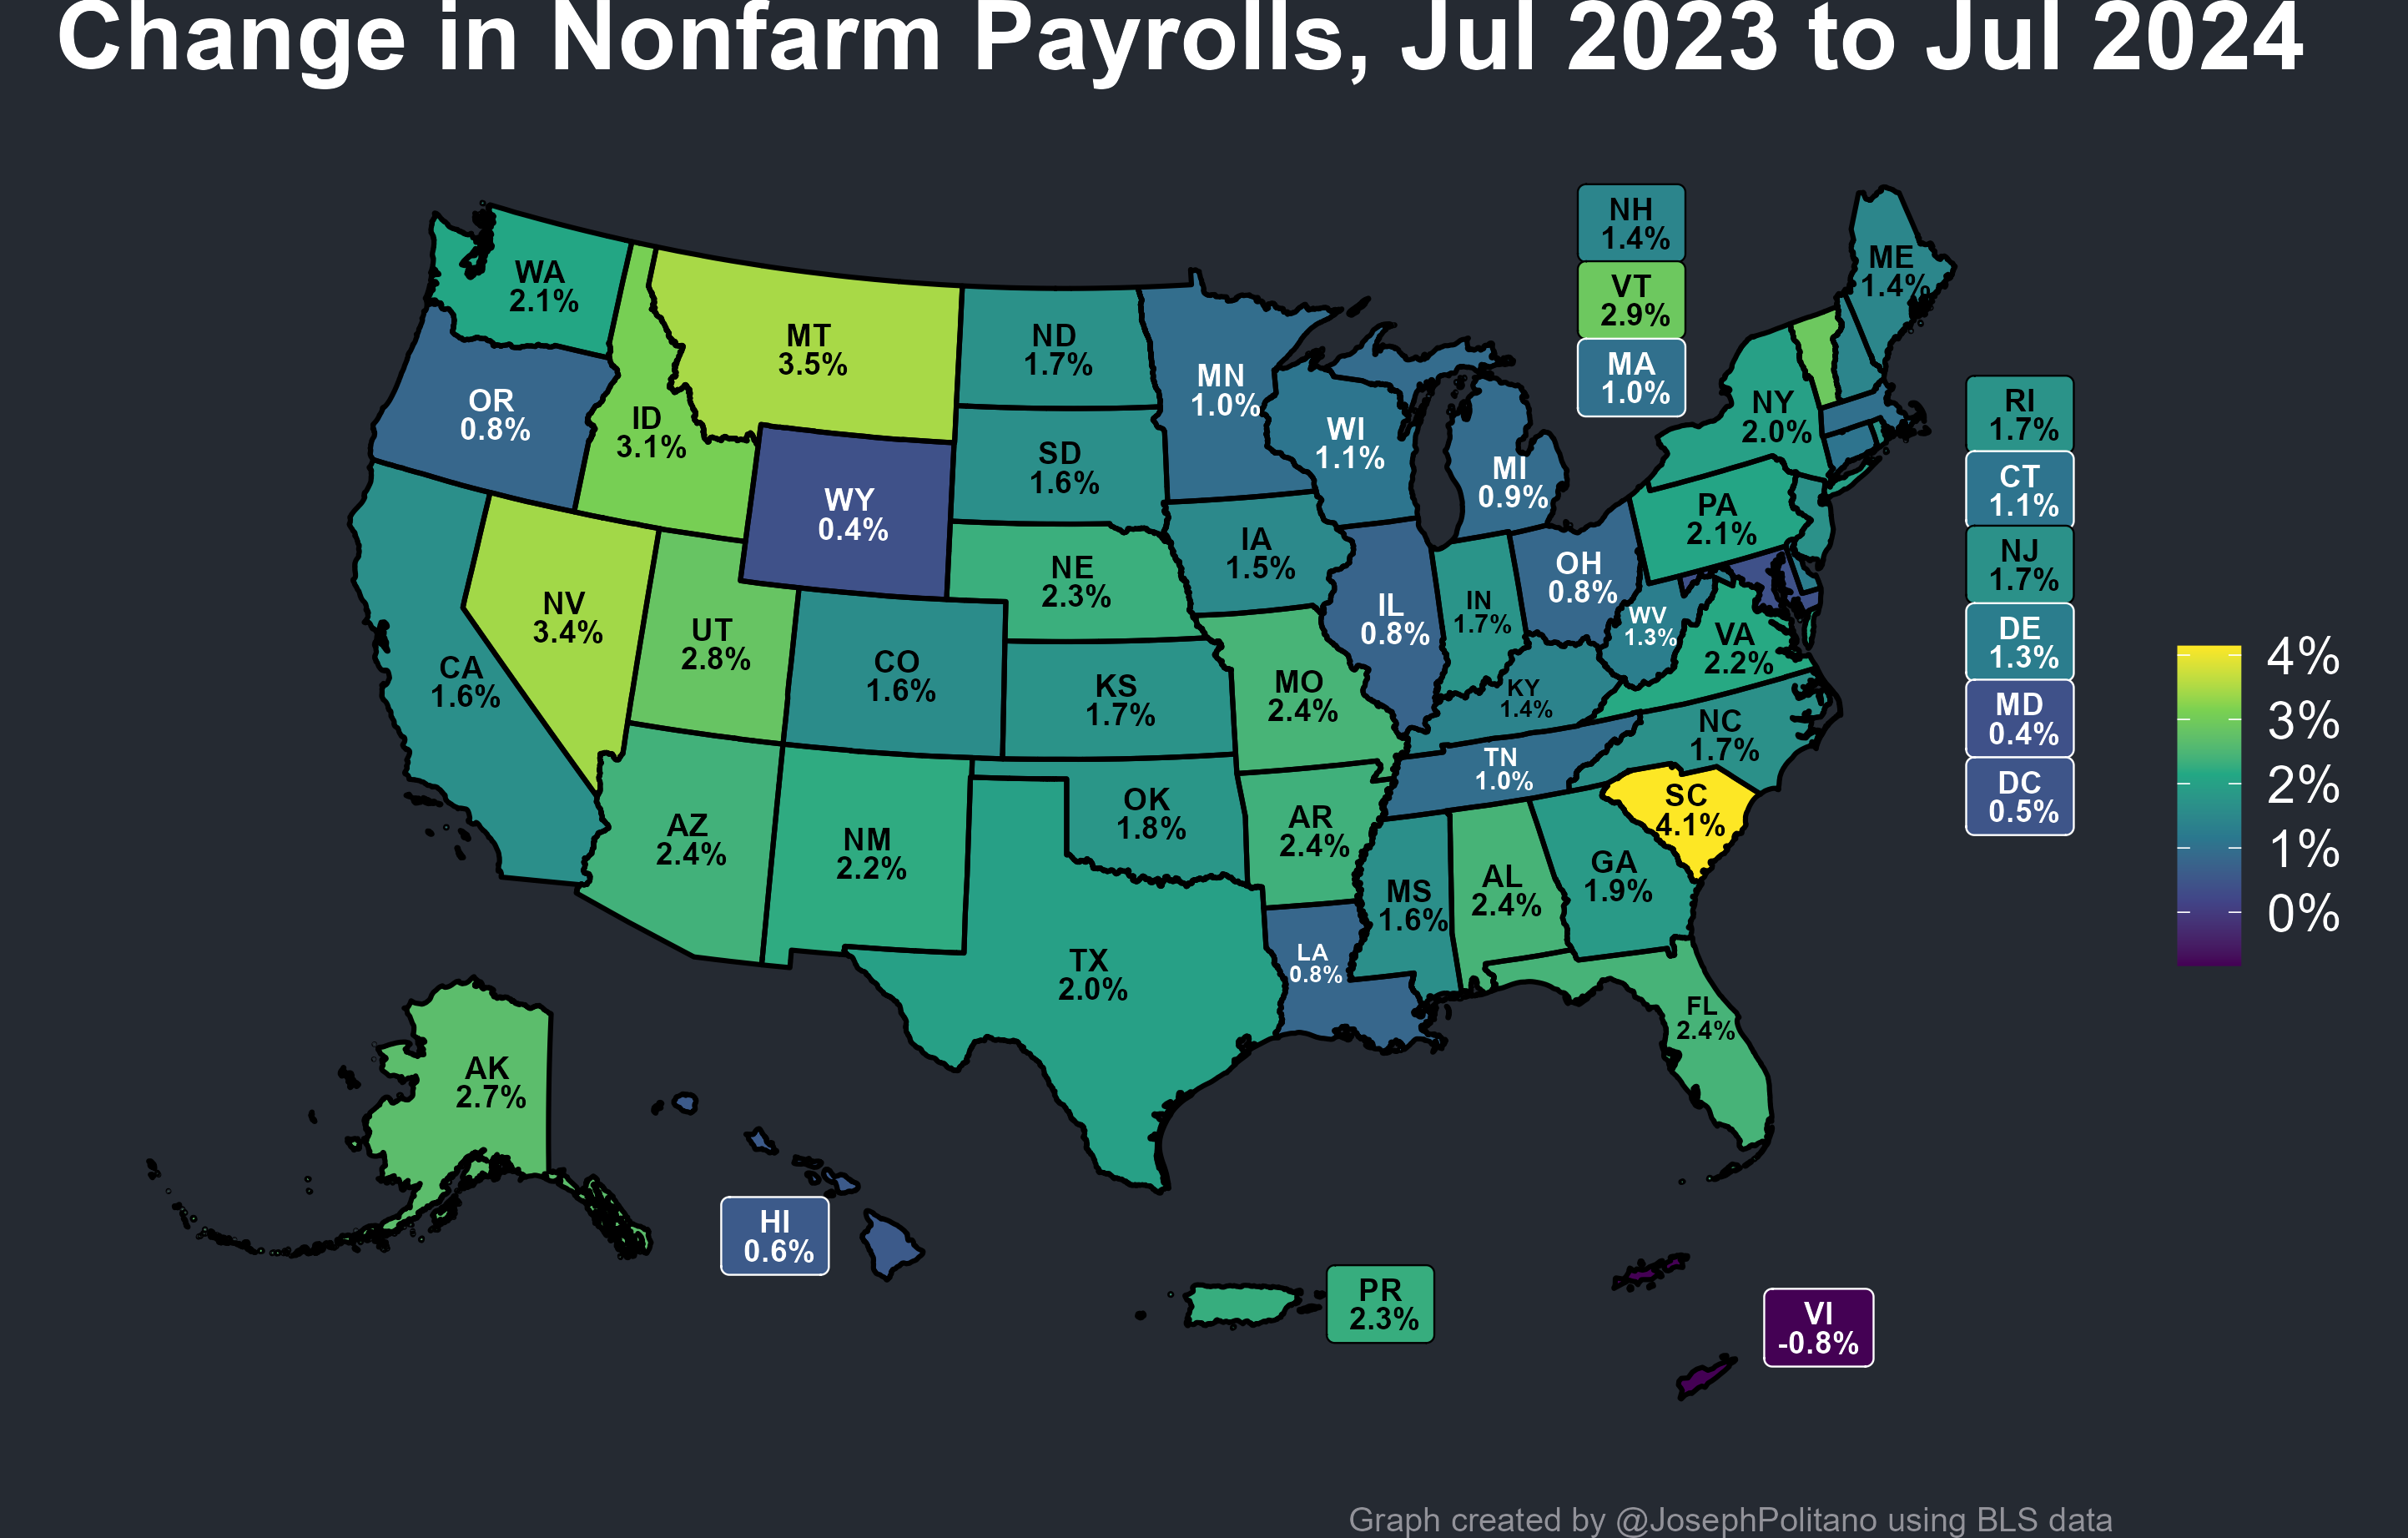 Change in Nonfarm Payrolls, Jul 2023 to Jul 2024
NH
1.4%
VT
2.9%
MA
1.0%
ME
1.4%
WA
2.1%
MT
3.5%
ND
1.7%
MN
1.0%
OR
0.8%
ID
3.1%
WI
1.1%
NY
2.0%
RI
1.7%
SD
1.6%
MI
0.9%
CT
1.1%
WY
0.4%
PA
2.1%
IA
1.5%
NJ
1.7%
NE
2.3%
OH
0.8%
NV
3.4%
UT
2.8%
IL
0.8%
IN
1.7%
WV
1.3%
VA
2.2%
DE
1.3%
CA
1.6%
CO
1.6%
KS
1.7%
MO
2.4%
KY
1.4%
NC
1.7%
MD
0.4%
TN
1.0%
DC
0.5%
AZ
2.4%
NM
2.2%
OK
1.8%
AR
2.4%
SC
4.1%
MS
1.6%
AL
2.4%
GA
1.9%
TX
2.0%
LA
0.8%
FL
2.4%
AK
2.7%
HI
0.6%
PR
2.3%
VI
-0.8%
4%
3%
2%
1%
0%
Graph created by @JosephPolitano using BLS data